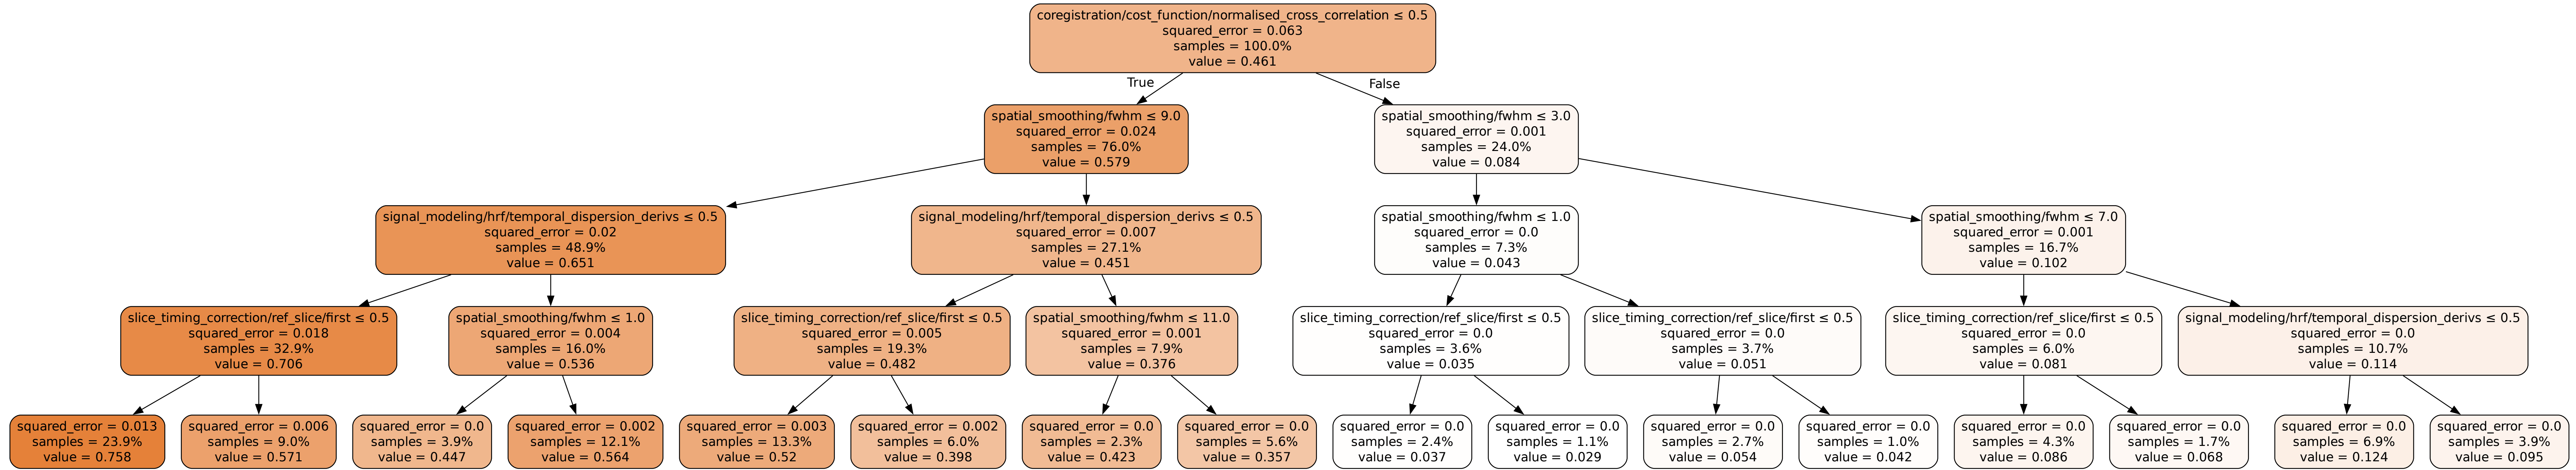 coregistration/cost_function/normalised_cross_correlation ≤ 0.5
squared_error = 0.063
samples = 100.0%
value = 0.461
True
False
spatial_smoothing/fwhm ≤ 9.0
squared_error = 0.024
samples = 76.0%
value = 0.579
spatial_smoothing/fwhm ≤ 3.0
squared_error = 0.001
samples = 24.0%
value = 0.084
signal_modeling/hrf/temporal_dispersion_derivs ≤ 0.5
squared_error = 0.02
samples = 48.9%
value = 0.651
signal_modeling/hrf/temporal_dispersion_derivs ≤ 0.5
squared_error = 0.007
samples = 27.1%
value = 0.451
spatial_smoothing/fwhm ≤ 1.0
squared_error = 0.0
samples = 7.3%
value = 0.043
spatial_smoothing/fwhm ≤ 7.0
squared_error = 0.001
samples = 16.7%
value = 0.102
slice_timing_correction/ref_slice/first ≤ 0.5
squared_error = 0.018
samples = 32.9%
value = 0.706
spatial_smoothing/fwhm ≤ 1.0
squared_error = 0.004
samples = 16.0%
value = 0.536
slice_timing_correction/ref_slice/first ≤ 0.5
squared_error = 0.005
samples = 19.3%
value = 0.482
spatial_smoothing/fwhm ≤ 11.0
squared_error = 0.001
samples = 7.9%
value = 0.376
slice_timing_correction/ref_slice/first ≤ 0.5
squared_error = 0.0
samples = 3.6%
value = 0.035
slice_timing_correction/ref_slice/first ≤ 0.5
squared_error = 0.0
samples = 3.7%
value = 0.051
slice_timing_correction/ref_slice/first ≤ 0.5
squared_error = 0.0
samples = 6.0%
value = 0.081
signal_modeling/hrf/temporal_dispersion_derivs ≤ 0.5
squared_error = 0.0
samples = 10.7%
value = 0.114
squared_error = 0.013
samples = 23.9%
value = 0.758
squared_error = 0.006
samples = 9.0%
value = 0.571
squared_error = 0.0
samples = 3.9%
value = 0.447
squared_error = 0.002
samples = 12.1%
value = 0.564
squared_error = 0.003
samples = 13.3%
value = 0.52
squared_error = 0.002
samples = 6.0%
value = 0.398
squared_error = 0.0
samples = 2.3%
value = 0.423
squared_error = 0.0
samples = 5.6%
value = 0.357
squared_error = 0.0
samples = 2.4%
value = 0.037
squared_error = 0.0
samples = 1.1%
value = 0.029
squared_error = 0.0
samples = 2.7%
value = 0.054
squared_error = 0.0
samples = 1.0%
value = 0.042
squared_error = 0.0
samples = 4.3%
value = 0.086
squared_error = 0.0
samples = 1.7%
value = 0.068
squared_error = 0.0
samples = 6.9%
value = 0.124
squared_error = 0.0
samples = 3.9%
value = 0.095